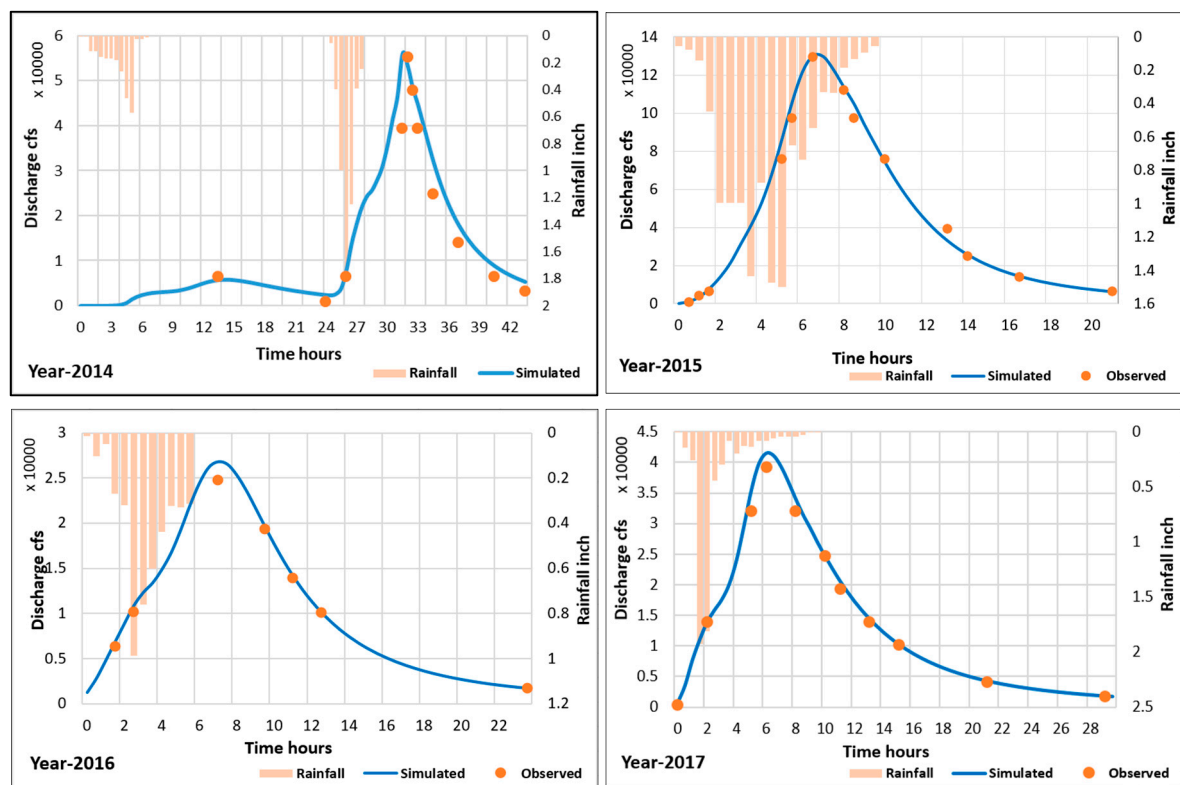 6
5
4
3
2
1
0
x 10000
Discharge cfs
0
0.2
0.4
0.6
0.8
1
1.2
1.4
1.6
1.8
2
Rainfall inch
0 3 6 9 12 15 18 21 24 27 30 33 36 39 42
Time hours
Year-2014
Rainfall Simulated
14
12
10
8
6
4
2
0
x 10000
Discharge cfs
0
0.2
0.4
0.6
0.8
1
1.2
1.4
1.6
Rainfall inch
0 2 4 6 8 10 12 14 16 18 20
Tine hours
Year-2015
Rainfall Simulated Observed
3
2.5
2
1.5
1
0.5
0
x 10000
Discharge cfs
0
0.2
0.4
0.6
0.8
1
1.2
Rainfall inch
0 2 4 6 8 10 12 14 16 18 20 22
Time hours
Year-2016
Rainfall Simulated Observed
4.5
4
3.5
3
2.5
2
1.5
1
0.5
0
x 10000
Discharge cfs
0
0.5
1
1.5
2
2.5
Rainfall inch
0 2 4 6 8 10 12 14 16 18 20 22 24 26 28
Time hours
Year-2017
Rainfall Simulated Observed